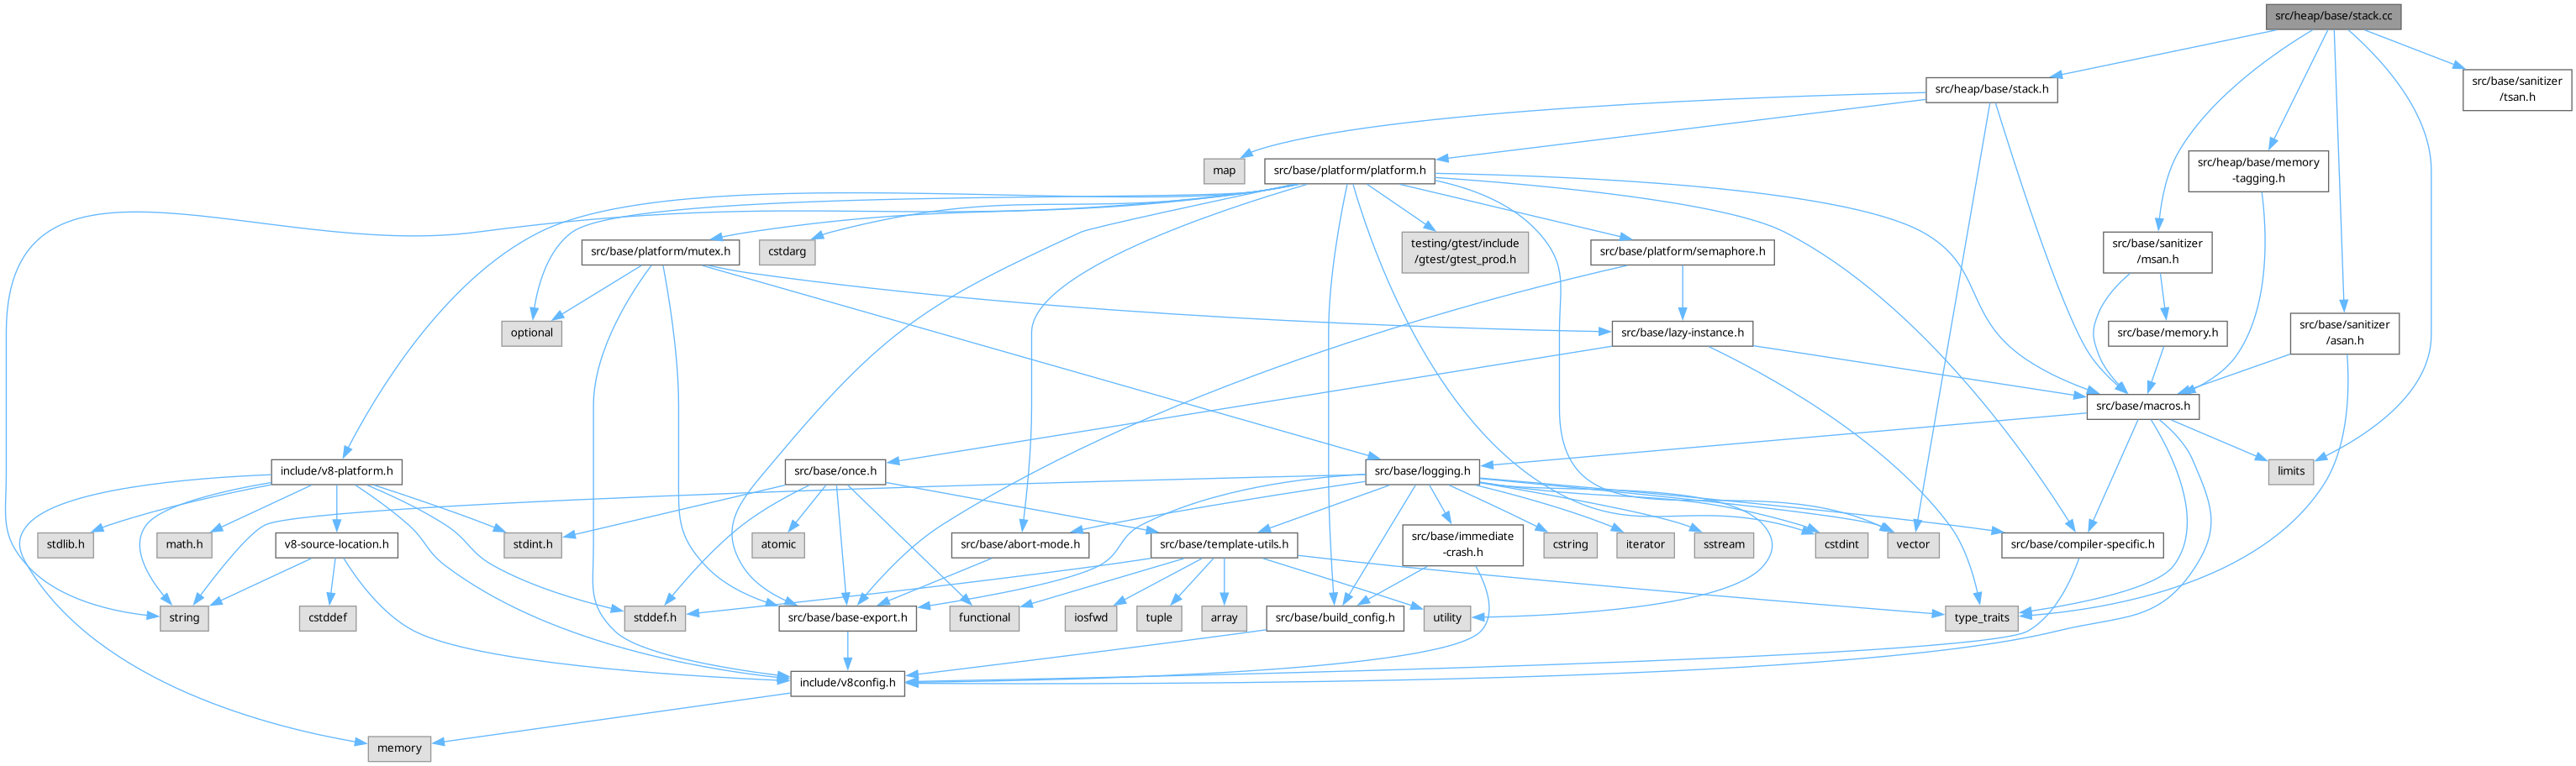 src/heap/base/stack.cc
src/base/sanitizer
/tsan.h
src/heap/base/stack.h
map
src/base/platform/platform.h
src/heap/base/memory
-tagging.h
src/base/platform/mutex.h
cstdarg
testing/gtest/include
/gtest/gtest_prod.h
src/base/platform/semaphore.h
src/base/sanitizer
/msan.h
optional
src/base/lazy-instance.h
src/base/memory.h
src/base/sanitizer
/asan.h
src/base/macros.h
include/v8-platform.h
src/base/once.h
src/base/logging.h
limits
stdlib.h
math.h
v8-source-location.h
stdint.h
atomic
src/base/abort-mode.h
src/base/template-utils.h
src/base/immediate
-crash.h
cstring
iterator
sstream
cstdint
vector
src/base/compiler-specific.h
string
cstddef
stddef.h
src/base/base-export.h
functional
iosfwd
tuple
array
src/base/build_config.h
utility
type_traits
include/v8config.h
memory